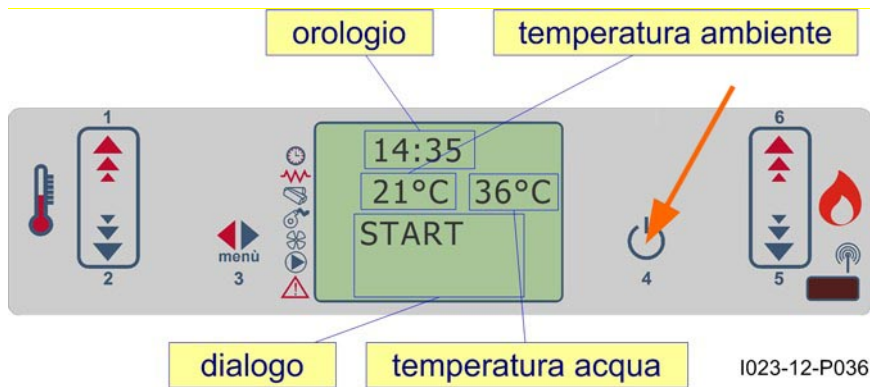 orologio
temperatura ambiente
1
6
14:35
21°C
36°C
START
menù
3
4
2
5
dialogo
temperatura acqua
I023-12-P036